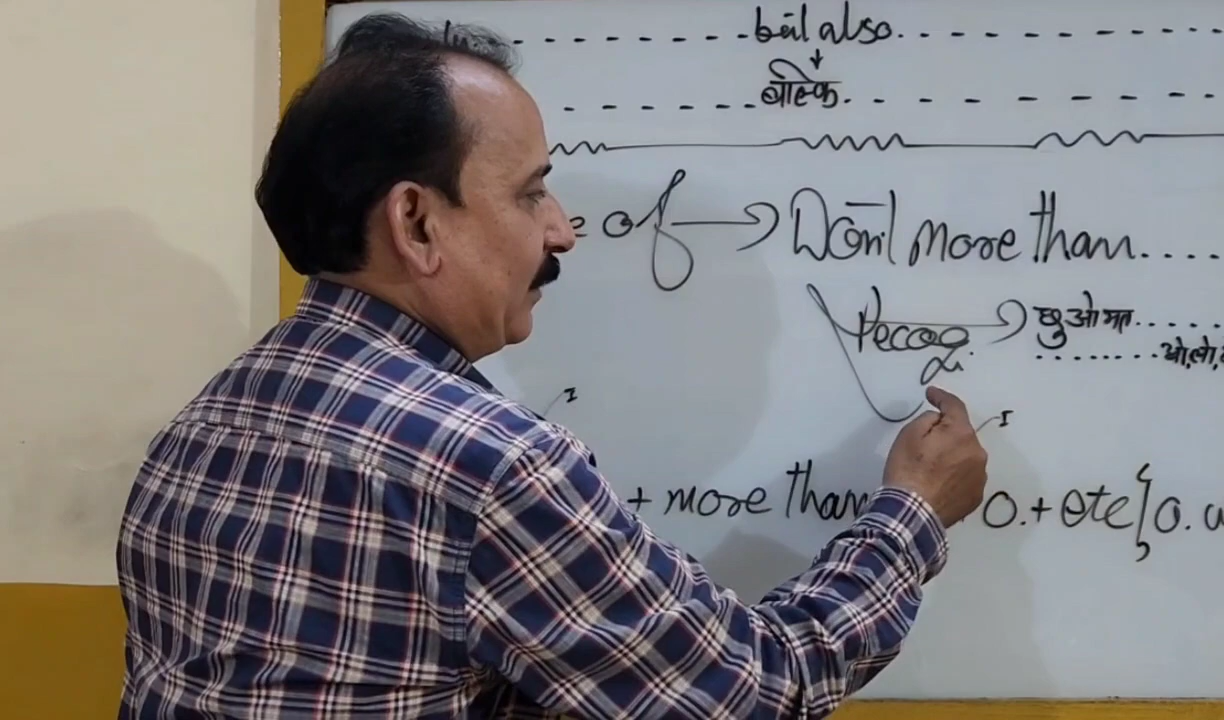 but also
बल्कि
of Don't more than....
Recog. छुओ मत.....
I
I
+ more than O. + etc { O.